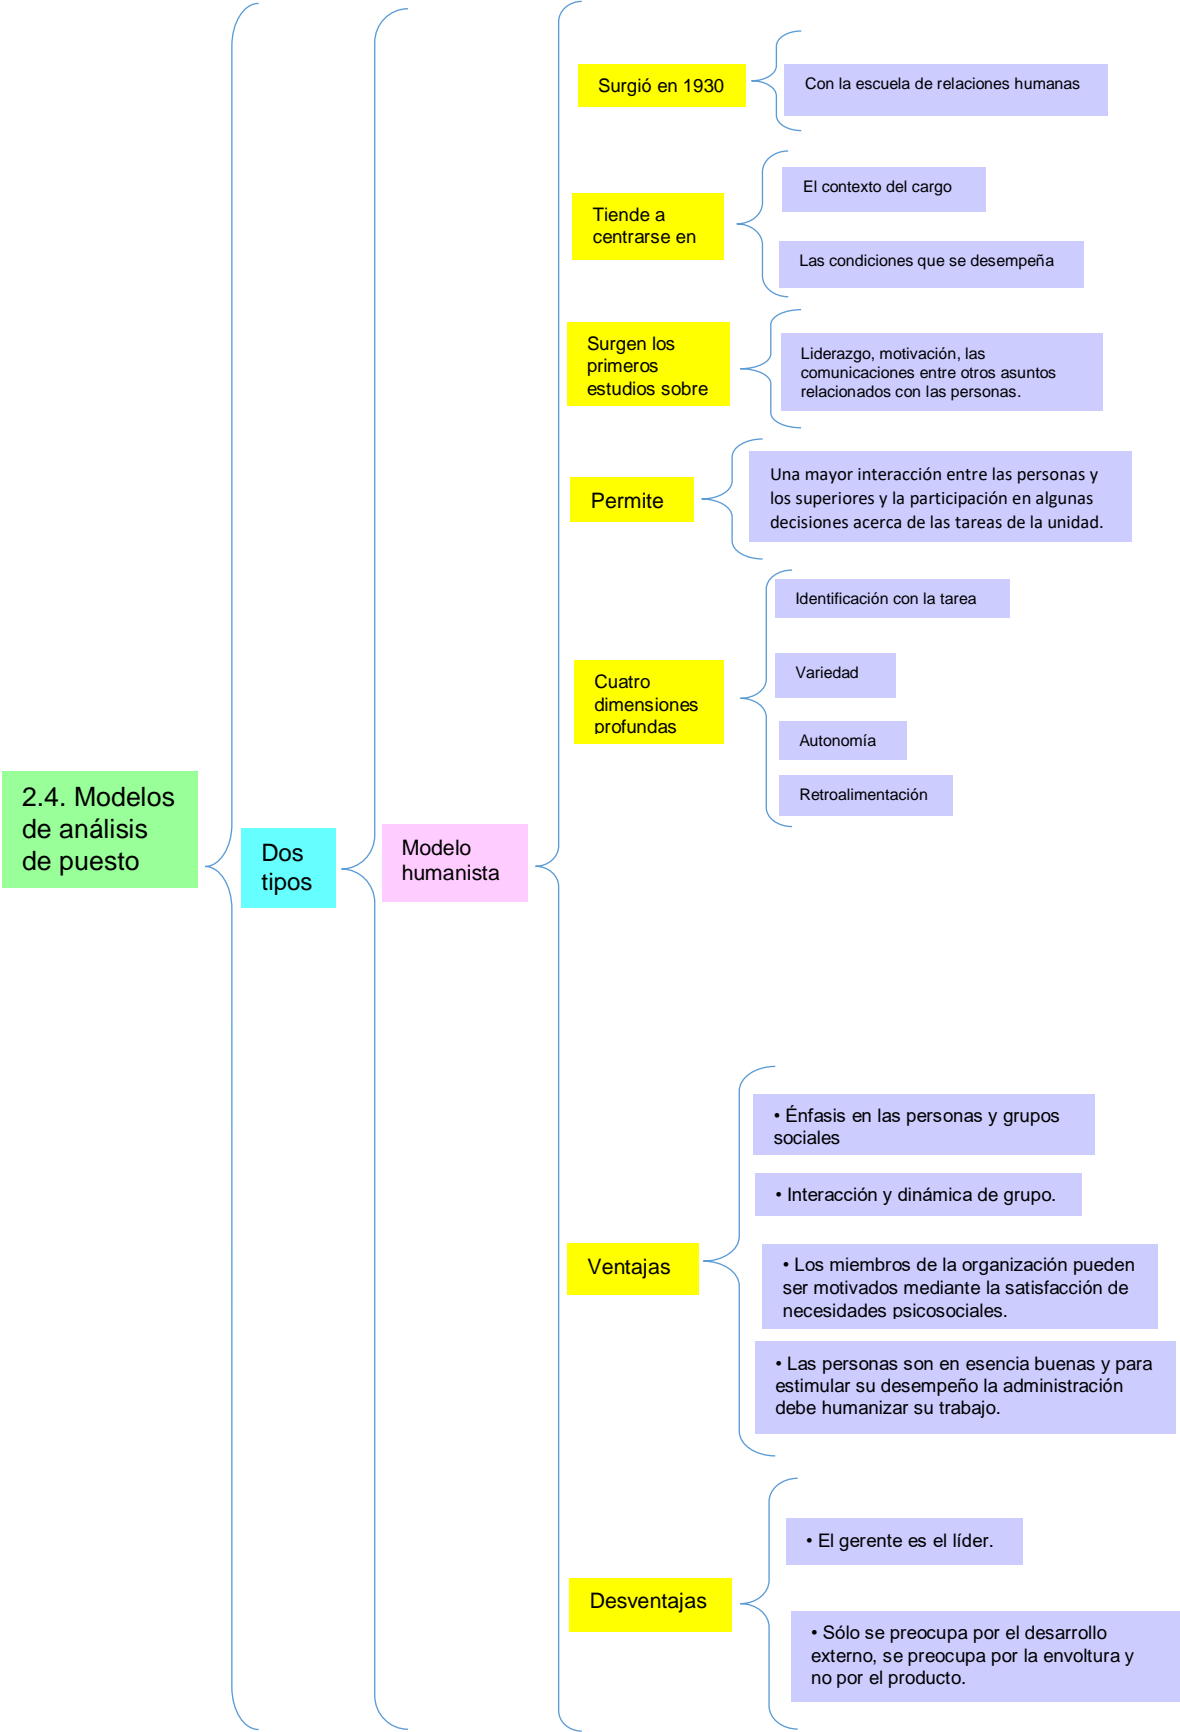 2.4. Modelos
de análisis
de puesto
Dos
tipos
Modelo
humanista
Surgió en 1930
Con la escuela de relaciones humanas
Tiende a
centrarse en
El contexto del cargo
Las condiciones que se desempeña
Surgen los
primeros
estudios sobre
Liderazgo, motivación, las
comunicaciones entre otros asuntos
relacionados con las personas.
Permite
Una mayor interacción entre las personas y
los superiores y la participación en algunas
decisiones acerca de las tareas de la unidad.
Cuatro
dimensiones
profundas
Identificación con la tarea
Variedad
Autonomía
Retroalimentación
Ventajas
• Énfasis en las personas y grupos
sociales
• Interacción y dinámica de grupo.
• Los miembros de la organización pueden
ser motivados mediante la satisfacción de
necesidades psicosociales.
• Las personas son en esencia buenas y para
estimular su desempeño la administración
debe humanizar su trabajo.
Desventajas
• El gerente es el líder.
• Sólo se preocupa por el desarrollo
externo, se preocupa por la envoltura y
no por el producto.